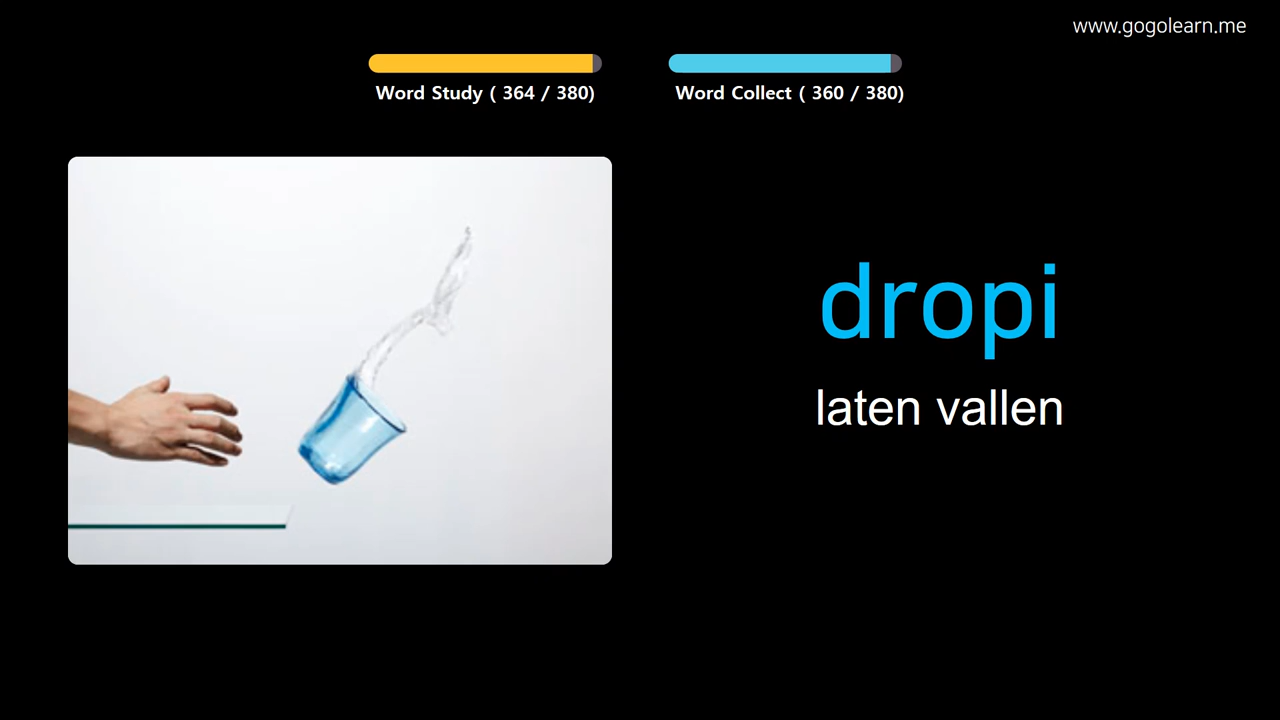 www.gogolearn.me
Word Study ( 364 / 380)
Word Collect ( 360 / 380)
dropi
laten vallen